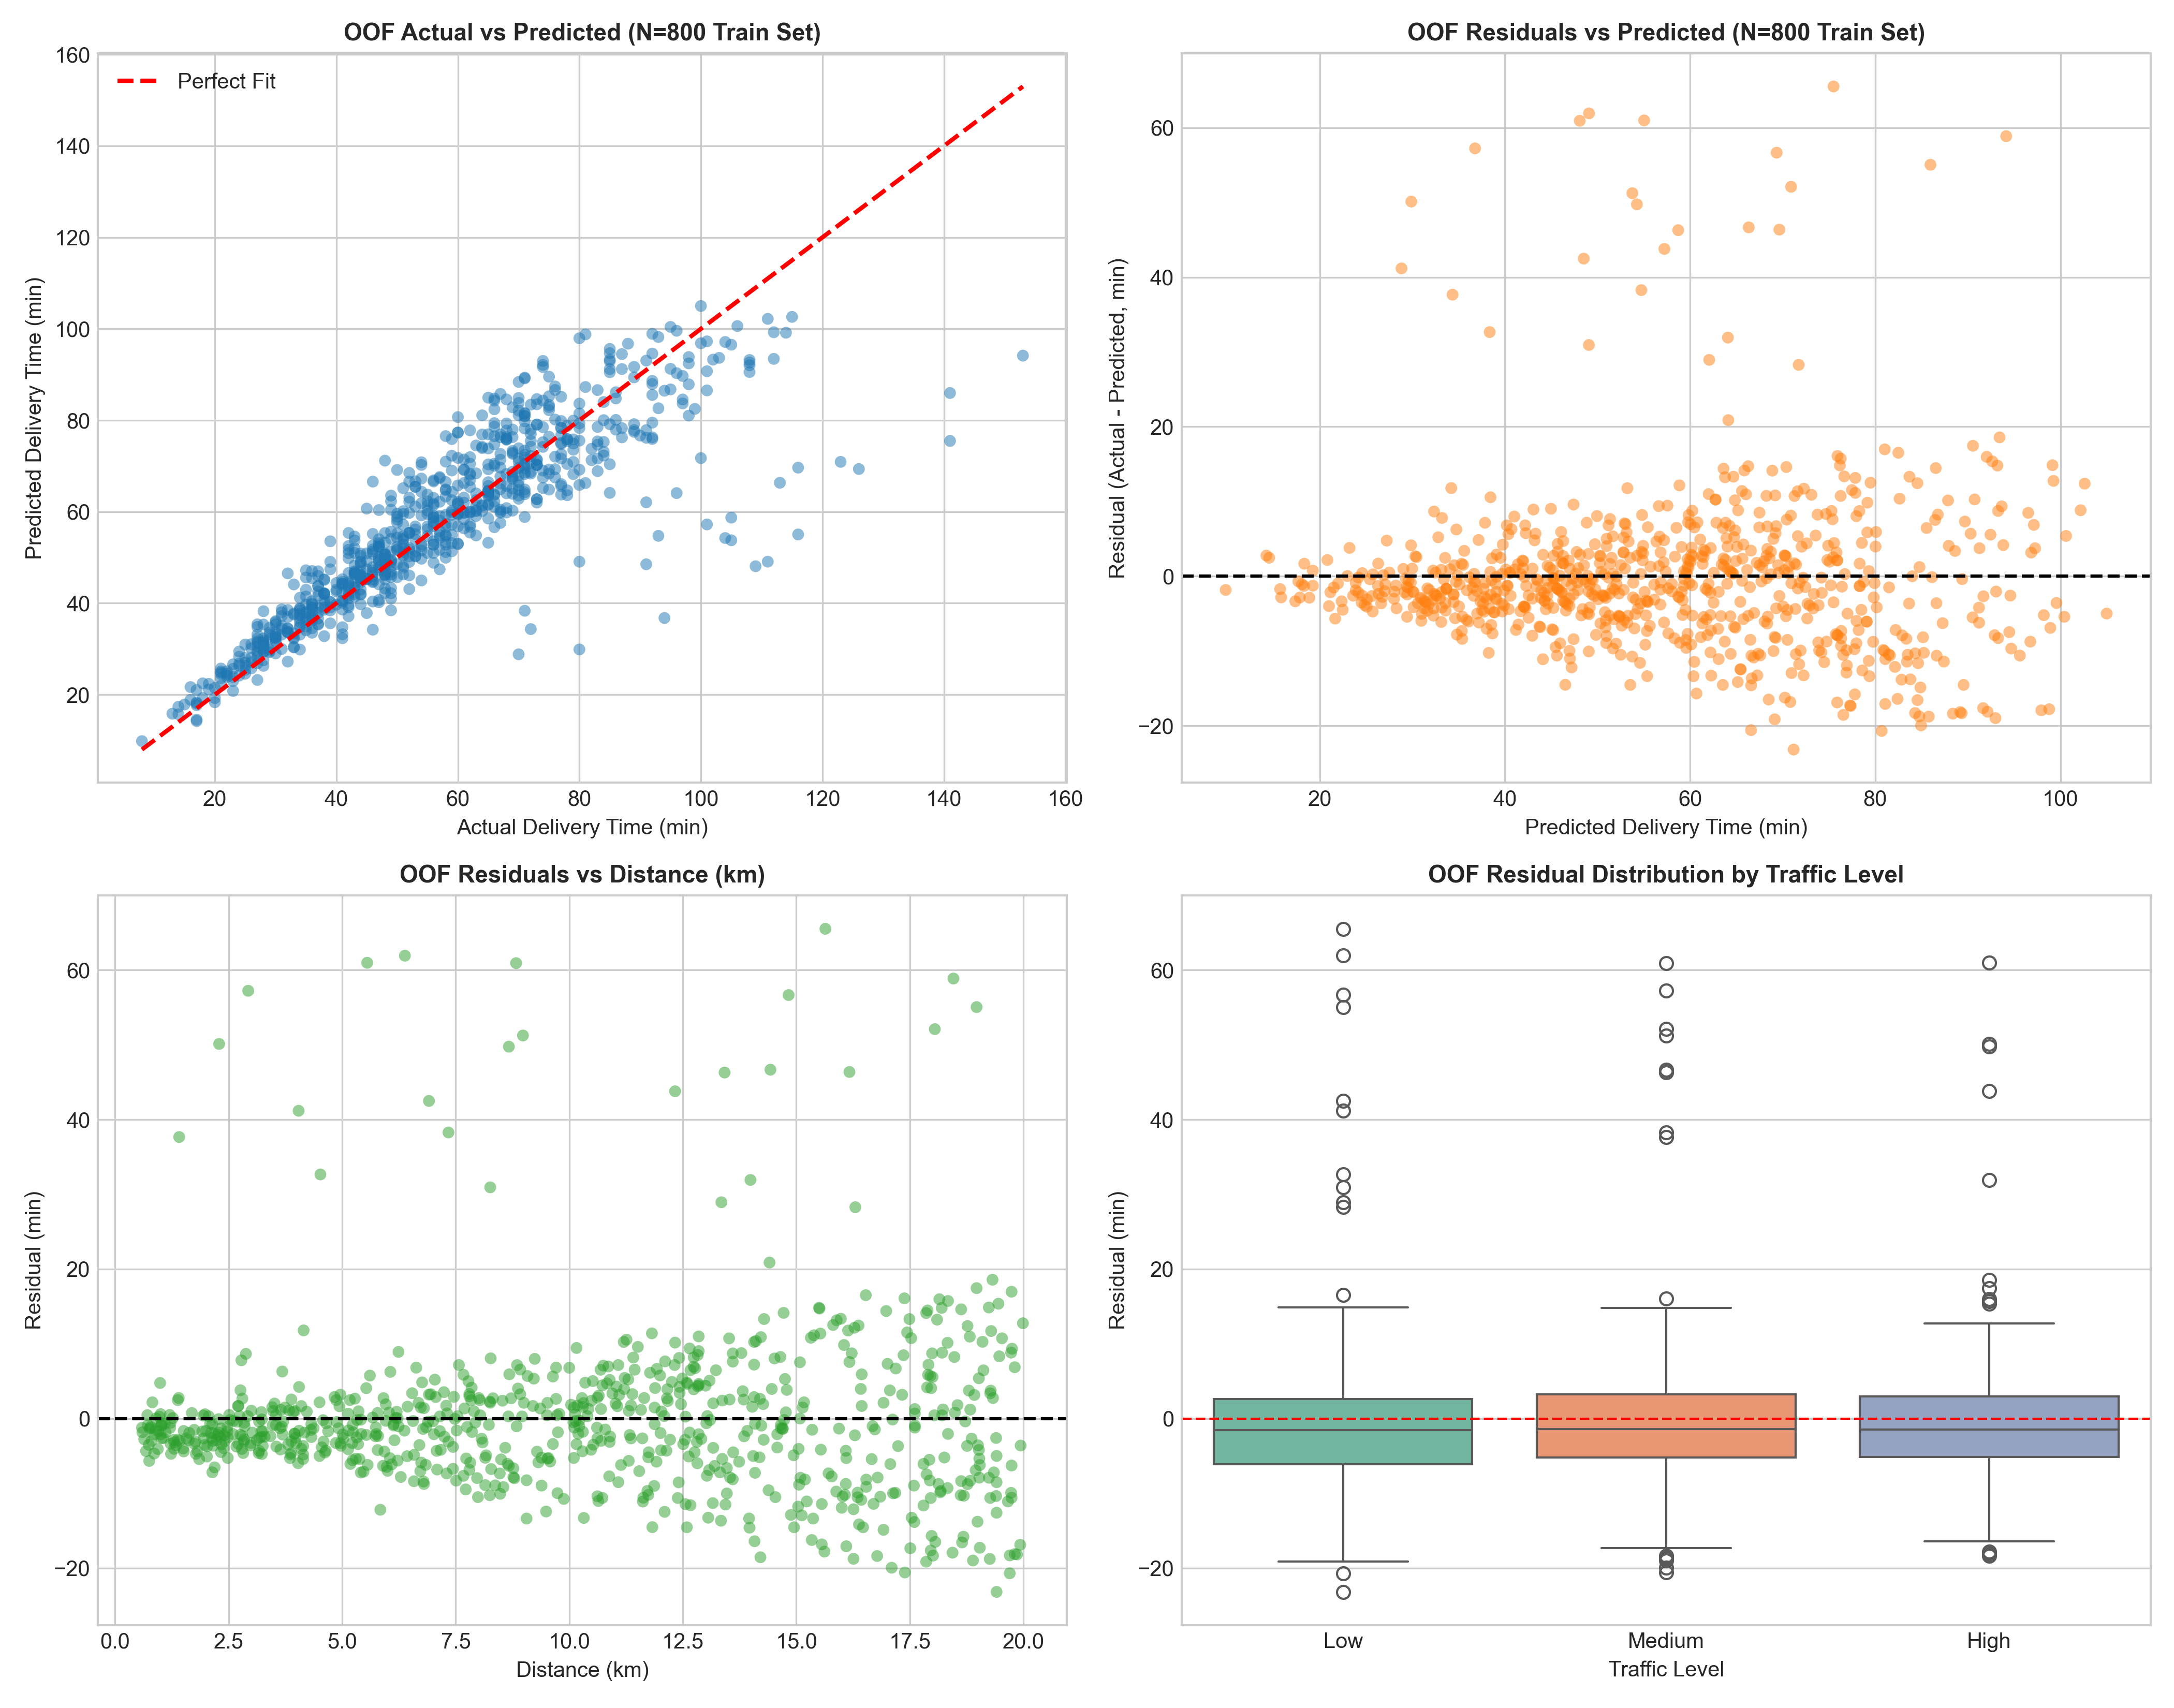 OOF Actual vs Predicted (N=800 Train Set)
Perfect Fit
Predicted Delivery Time (min)
160
140
120
100
80
60
40
20
20 40 60 80 100 120 140 160
Actual Delivery Time (min)
OOF Residuals vs Predicted (N=800 Train Set)
Residual (Actual - Predicted, min)
60
40
20
0
−20
20 40 60 80 100
Predicted Delivery Time (min)
OOF Residuals vs Distance (km)
Residual (min)
60
40
20
0
−20
0.0 2.5 5.0 7.5 10.0 12.5 15.0 17.5 20.0
Distance (km)
OOF Residual Distribution by Traffic Level
Residual (min)
60
40
20
0
−20
Low Medium High
Traffic Level